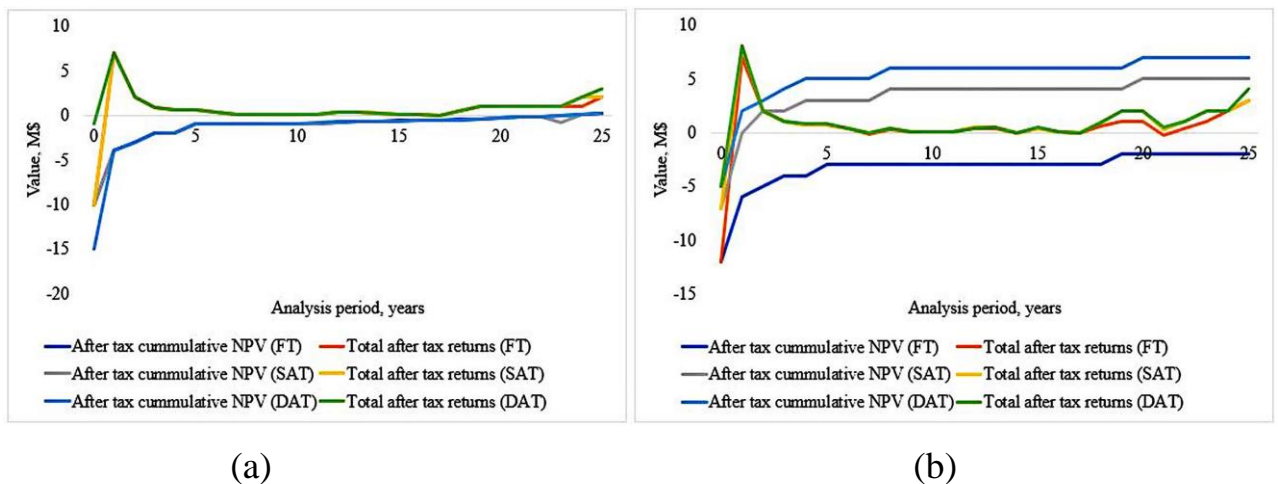 10
5
0
-5
-10
-15
-20
Value, M$
0 5 10 15 20 25
Analysis period, years
After tax cummulative NPV (FT) Total after tax returns (FT)
After tax cummulative NPV (SAT) Total after tax returns (SAT)
After tax cummulative NPV (DAT) Total after tax returns (DAT)
(a)
10
5
0
-5
-10
-15
Value, M$
0 5 10 15 20 25
Analysis period, years
After tax cummulative NPV (FT) Total after tax returns (FT)
After tax cummulative NPV (SAT) Total after tax returns (SAT)
After tax cummulative NPV (DAT) Total after tax returns (DAT)
(b)